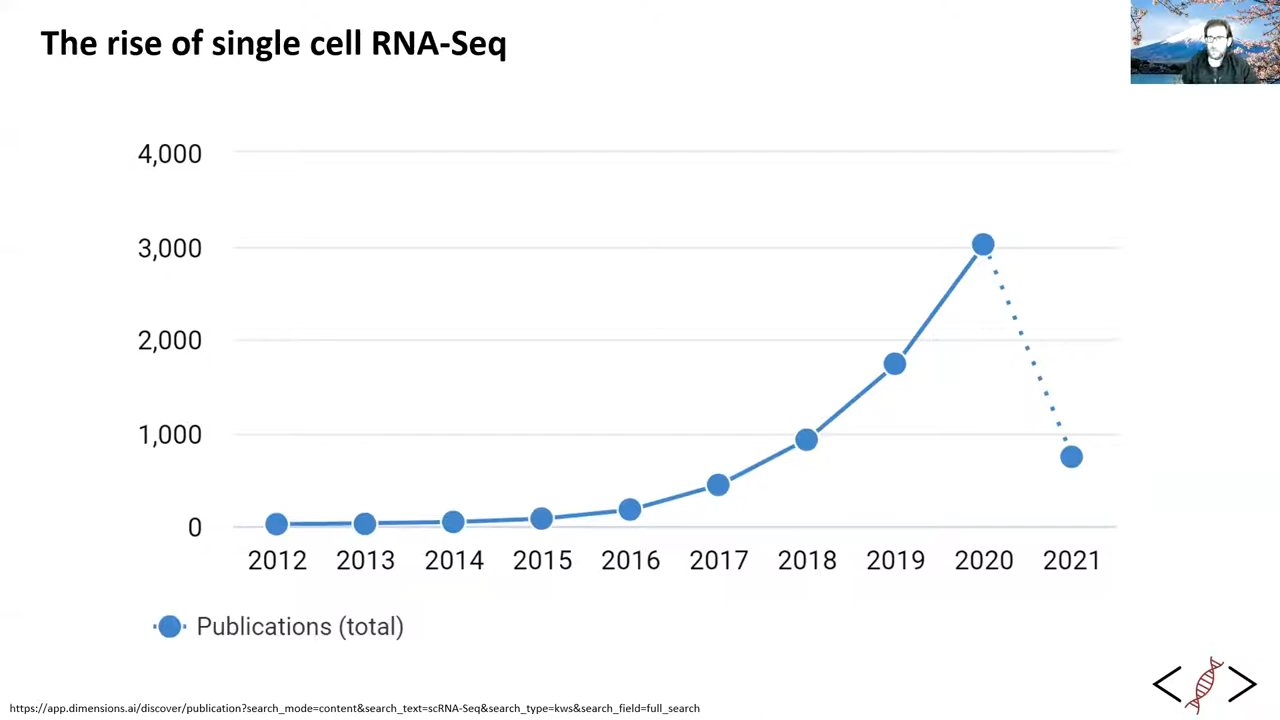 The rise of single cell RNA-Seq
4,000
3,000
2,000
1,000
0
2012 2013 2014 2015 2016 2017 2018 2019 2020 2021
Publications (total)
https://app.dimensions.ai/discover/publication?search_mode=content&search_text=scRNA-Seq&search_type=kws&search_field=full_search